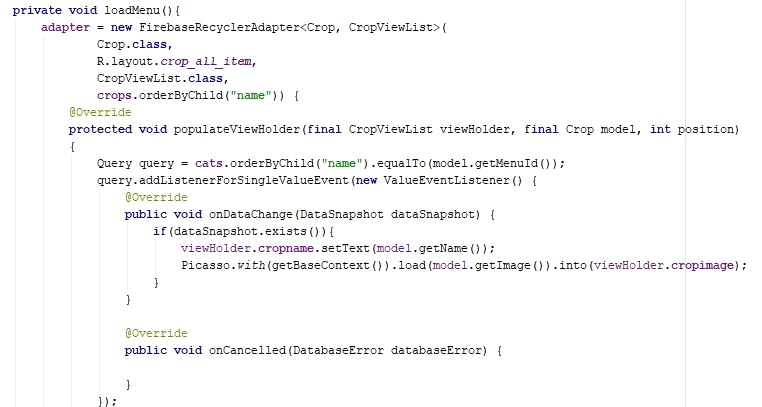 private void loadMenu(){
adapter = new FirebaseRecyclerAdapter<Crop, CropViewList>(
Crop.class,
R.layout.crop_all_item,
CropViewList.class,
crops.orderByChild("name")) {
@Override
protected void populateViewHolder(final CropViewList viewHolder, final Crop model, int position)
{
Query query = cats.orderByChild("name").equalTo(model.getMenuId());
query.addListenerForSingleValueEvent(new ValueEventListener() {
@Override
public void onDataChange(DataSnapshot dataSnapshot) {
if(dataSnapshot.exists()){
viewHolder.cropname.setText(model.getName());
Picasso.with(getBaseContext()).load(model.getImage()).into(viewHolder.cropimage);
}
}
@Override
public void onCancelled(DatabaseError databaseError) {
}
});